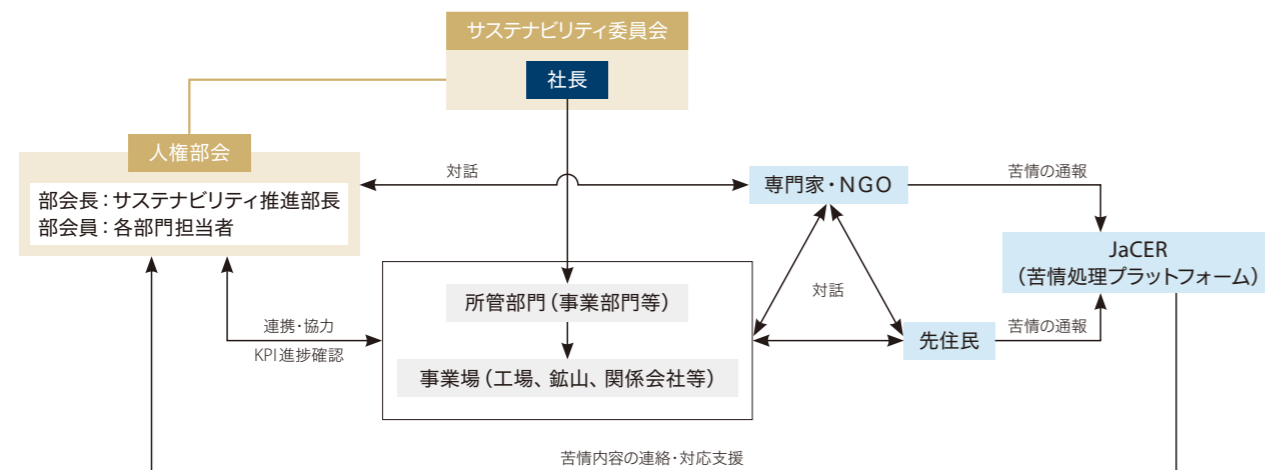 サステナビリティ委員会
社長
人権部会
部会長：サステナビリティ推進部長
部会員：各部門担当者
対話
専門家・NGO
苦情の通報
JaCER
（苦情処理プラットフォーム）
所管部門（事業部門等）
対話
連携・協力
KPI進捗確認
先住民
苦情の通報
事業場（工場、鉱山、関係会社等）
苦情内容の連絡・対応支援